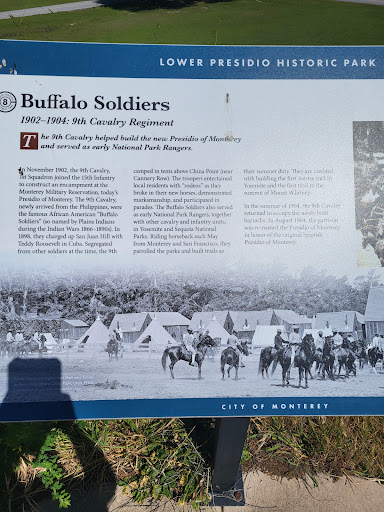 LOWER PRESIDIO HISTORIC PARK
8
Buffalo Soldiers
1902–1904: 9th Cavalry Regiment
The 9th Cavalry helped build the new Presidio of Monterey
and served as early National Park Rangers.
In November 1902, the 9th Cavalry,
1st Squadron joined the 15th Infantry
to construct an encampment at the
Monterey Military Reservation, today's
Presidio of Monterey. The 9th Cavalry,
newly arrived from the Philippines, were
the famous African American "Buffalo
Soldiers" (so named by Plains Indians
during the Indian Wars 1866–1890s). In
1898, they charged up San Juan Hill with
Teddy Roosevelt in Cuba. Segregated
from other soldiers at the time, the 9th
camped in tents above China Point (near
Cannery Row). The troopers entertained
local residents with "rodeos" as they
broke in their new horses, demonstrated
marksmanship, and participated in
parades. The Buffalo Soldiers also served
as early National Park Rangers, together
with other cavalry and infantry units,
in Yosemite and Sequoia National
Parks. Riding horseback each May
from Monterey and San Francisco, they
patrolled the parks and built trails as
their summer duty. They are credited
with building the first nature trail in
Yosemite and the first trail to the
summit of Mount Whitney.
In the summer of 1904, the 9th Cavalry
returned to occupy the newly built
barracks. In August 1904, the garrison
was re-named the Presidio of Monterey
in honor of the original Spanish
Presidio of Monterey.
CITY OF MONTEREY